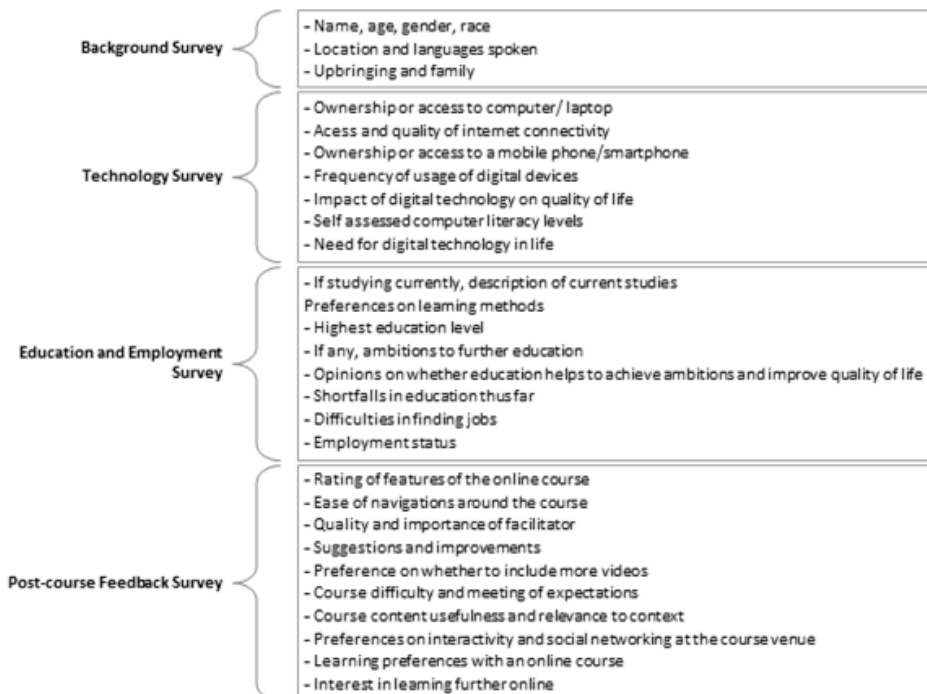 Background Survey
- Name, age, gender, race
- Location and languages spoken
- Upbringing and family
Technology Survey
- Ownership or access to computer/ laptop
- Acess and quality of internet connectivity
- Ownership or access to a mobile phone/smartphone
- Frequency of usage of digital devices
- Impact of digital technology on quality of life
- Self assessed computer literacy levels
- Need for digital technology in life
Education and Employment
Survey
- If studying currently, description of current studies
Preferences on learning methods
- Highest education level
- If any, ambitions to further education
- Opinions on whether education helps to achieve ambitions and improve quality of life
- Shortfalls in education thus far
- Difficulties in finding jobs
- Employment status
Post-course Feedback Survey
- Rating of features of the online course
- Ease of navigations around the course
- Quality and importance of facilitator
- Suggestions and improvements
- Preference on whether to include more videos
- Course difficulty and meeting of expectations
- Course content usefulness and relevance to context
- Preferences on interactivity and social networking at the course venue
- Learning preferences with an online course
- Interest in learning further online